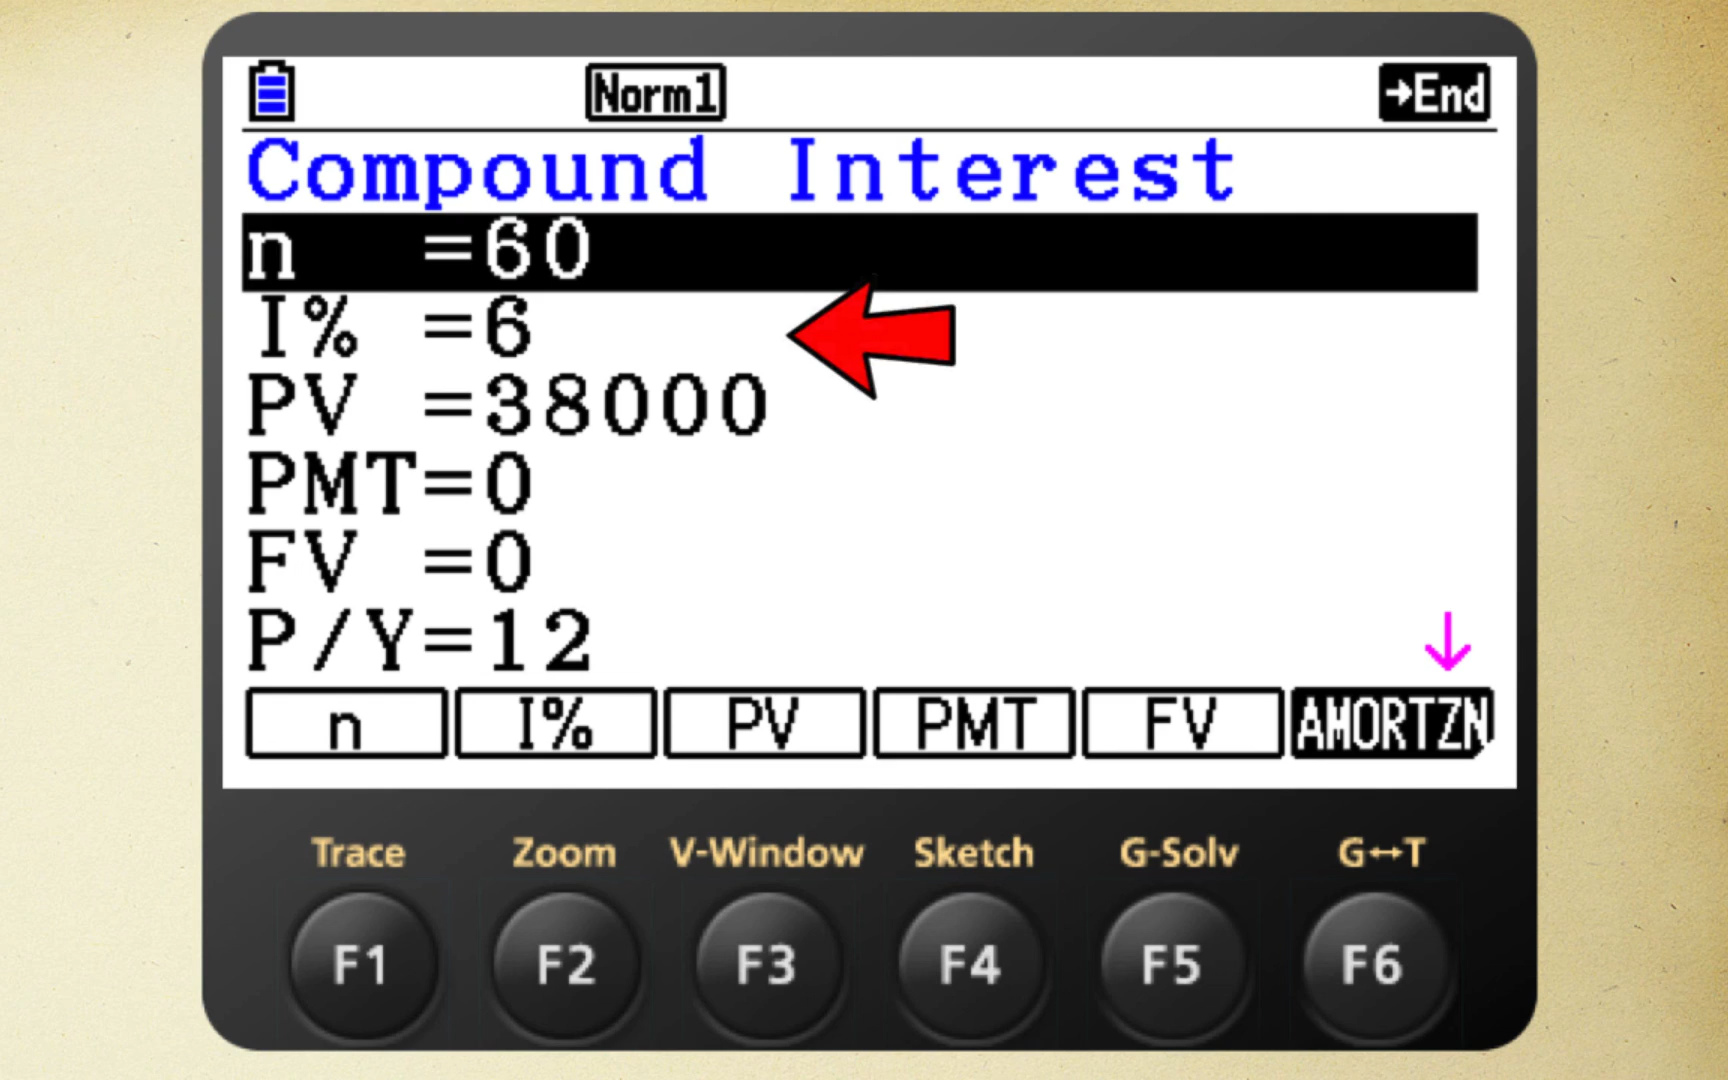 Norm1 →End
Compound Interest
n =60
I% =6
PV =38000
PMT=0
FV =0
P/Y=12
n I% PV PMT FV AMORTZN
Trace Zoom V-Window Sketch G-Solv G↔T
F1 F2 F3 F4 F5 F6